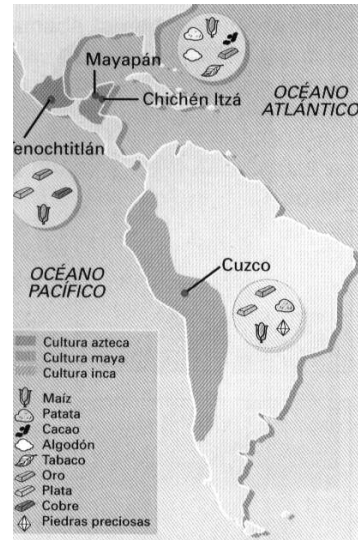 Mayapán
Chichén Itzá
OCÉANO
ATLÁNTICO
enochtitlán
OCÉANO
PACÍFICO
Cuzco
Cultura azteca
Cultura maya
Cultura inca
Maíz
Patata
Cacao
Algodón
Tabaco
Oro
Plata
Cobre
Piedras preciosas